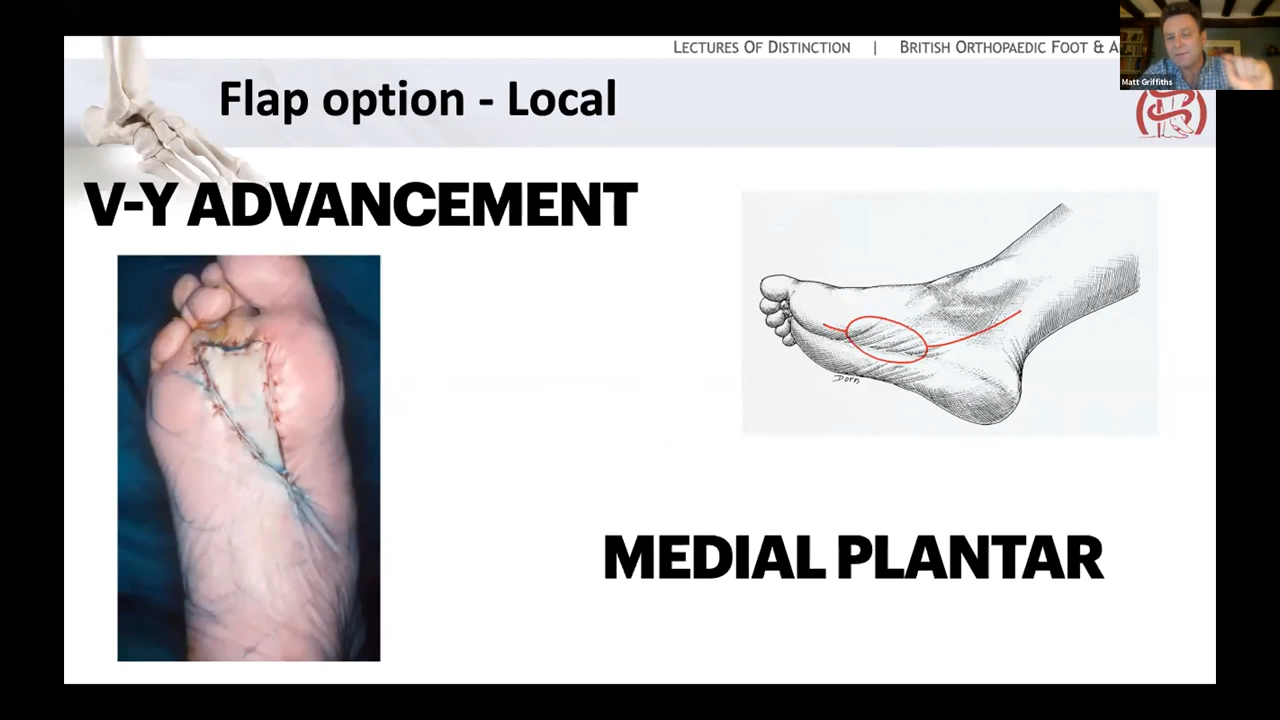 LECTURES OF DISTINCTION | BRITISH ORTHOPAEDIC FOOT & A
Matt Griffiths
Flap option - Local
V-Y ADVANCEMENT
Dorn
MEDIAL PLANTAR